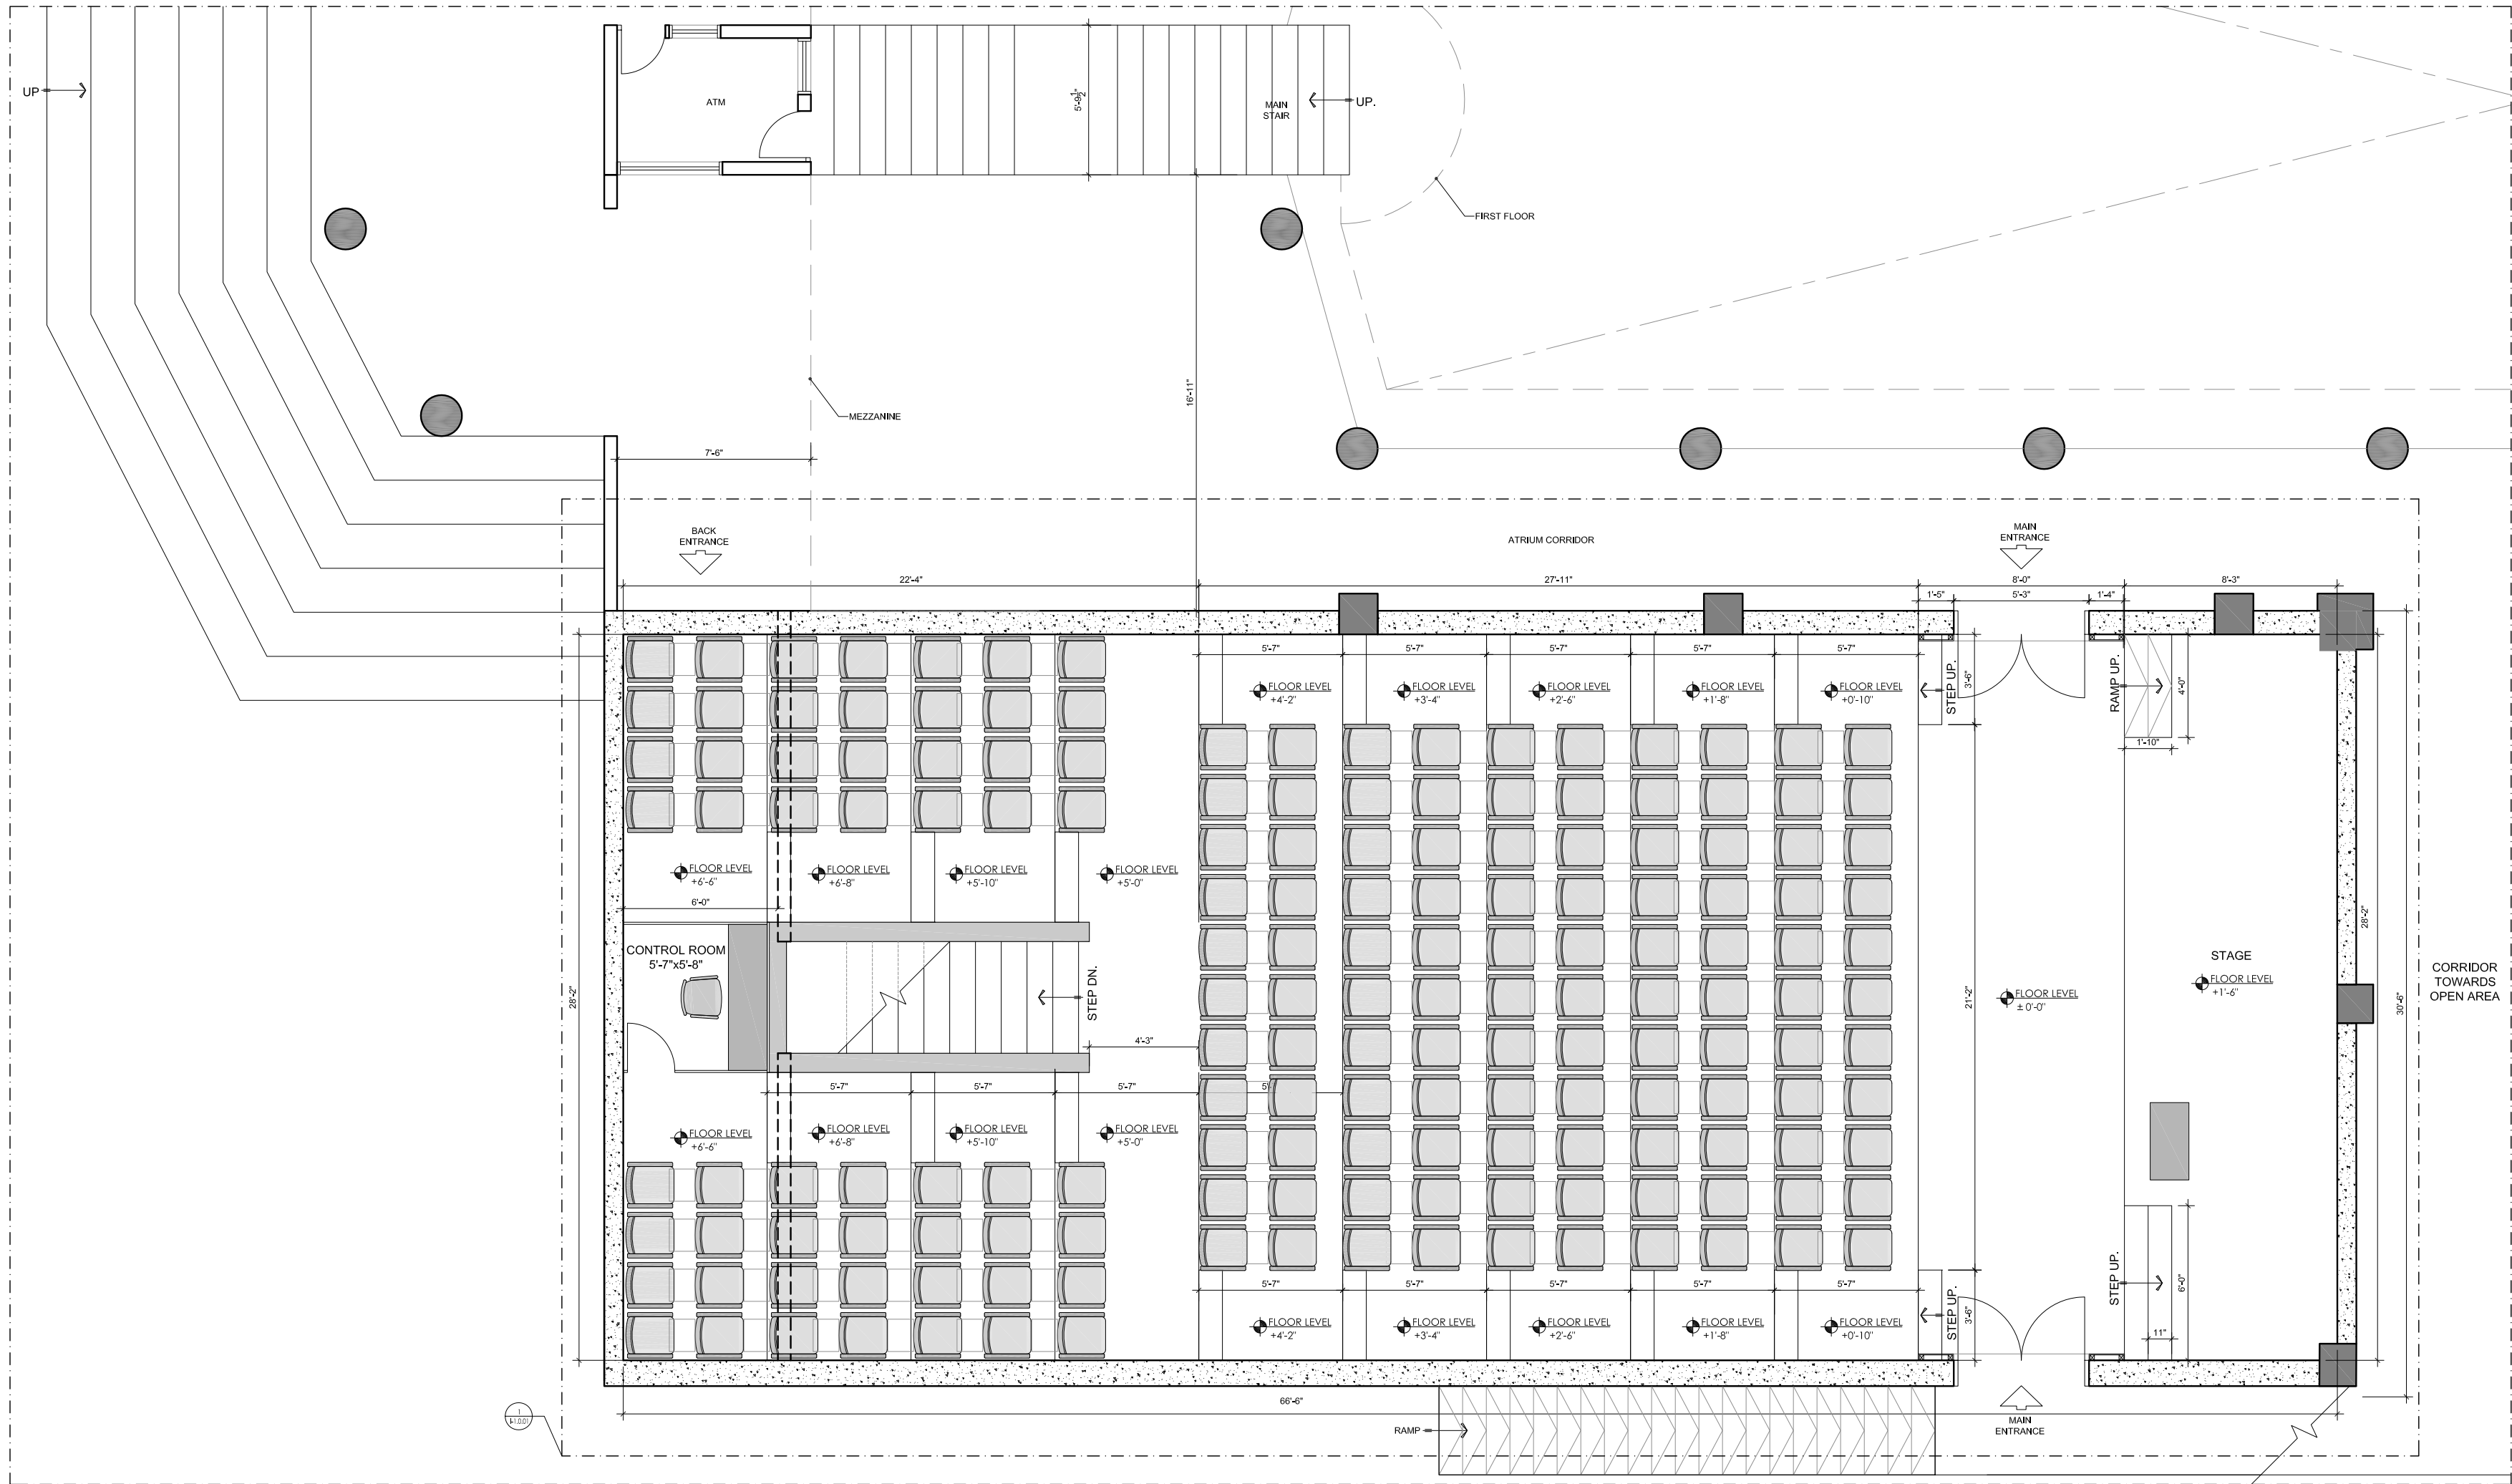 UP
ATM
5'-9 1/2"
MAIN
STAIR
UP.
FIRST FLOOR
MEZZANINE
16'-11"
7'-6"
BACK
ENTRANCE
ATRIUM CORRIDOR
MAIN
ENTRANCE
22'-4"
27'-11"
8'-0"
8'-3"
1'-5"
5'-3"
1'-4"
5'-7"
5'-7"
5'-7"
5'-7"
5'-7"
FLOOR LEVEL
+4'-2"
FLOOR LEVEL
+3'-4"
FLOOR LEVEL
+2'-6"
FLOOR LEVEL
+1'-8"
FLOOR LEVEL
+0'-10"
STEP UP.
3'-6"
RAMP UP.
4'-0"
1'-10"
FLOOR LEVEL
+6'-6"
FLOOR LEVEL
+6'-8"
FLOOR LEVEL
+5'-10"
FLOOR LEVEL
+5'-0"
6'-0"
CONTROL ROOM
5'-7"x5'-8"
28'-2"
STEP DN.
4'-3"
21'-2"
FLOOR LEVEL
± 0'-0"
STAGE
FLOOR LEVEL
+1'-6"
28'-2"
30'-6"
CORRIDOR
TOWARDS
OPEN AREA
5'-7"
5'-7"
5'-7"
5'
FLOOR LEVEL
+6'-6"
FLOOR LEVEL
+6'-8"
FLOOR LEVEL
+5'-10"
FLOOR LEVEL
+5'-0"
5'-7"
5'-7"
5'-7"
5'-7"
5'-7"
FLOOR LEVEL
+4'-2"
FLOOR LEVEL
+3'-4"
FLOOR LEVEL
+2'-6"
FLOOR LEVEL
+1'-8"
FLOOR LEVEL
+0'-10"
STEP UP.
3'-6"
STEP UP.
6'-0"
11"
66'-6"
1
RAMP
MAIN
ENTRANCE